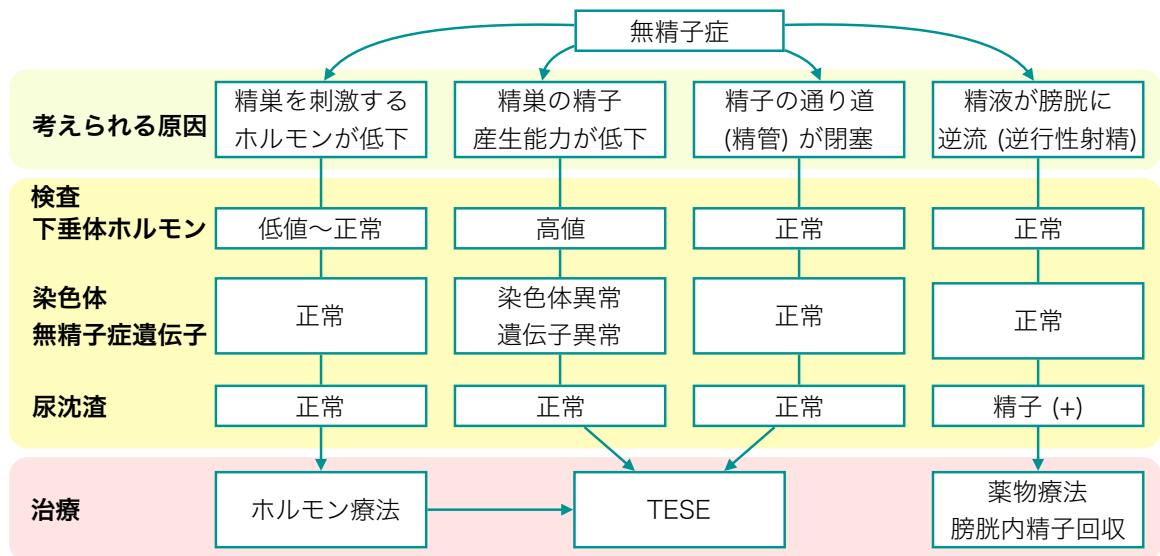 無精子症
考えられる原因
精巣を刺激する
ホルモンが低下
精巣の精子
産生能力が低下
精子の通り道
(精管) が閉塞
精液が膀胱に
逆流 (逆行性射精)
検査
下垂体ホルモン
低値〜正常
高値
正常
正常
染色体
無精子症遺伝子
正常
染色体異常
遺伝子異常
正常
正常
尿沈渣
正常
正常
正常
精子 (+)
治療
ホルモン療法
TESE
薬物療法
膀胱内精子回収